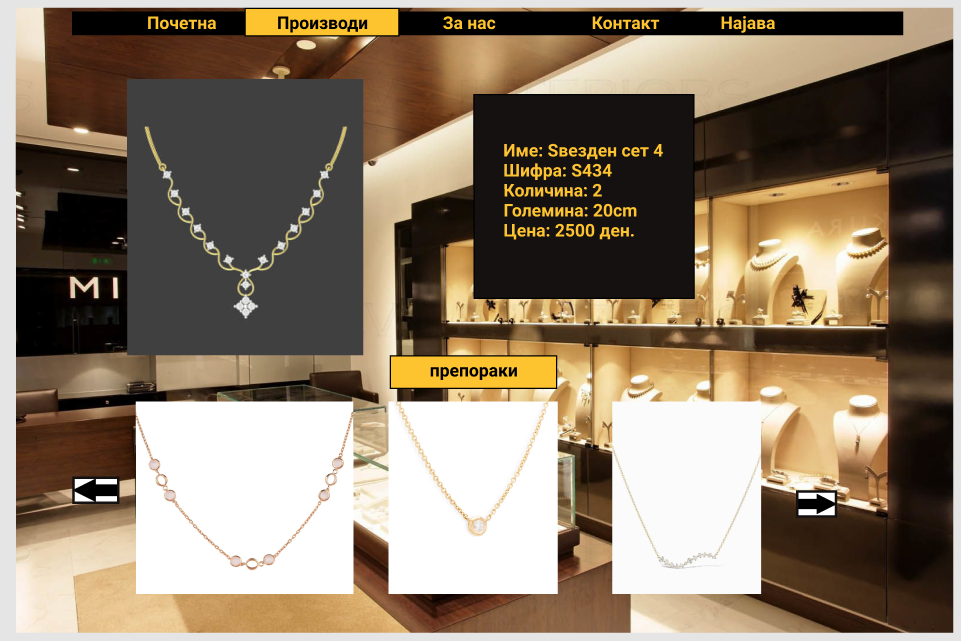 Почетна Производи За нас Контакт Најава
Име: Ѕвезден сет 4
Шифра: S434
Количина: 2
Големина: 20cm
Цена: 2500 ден.
MI
препораки